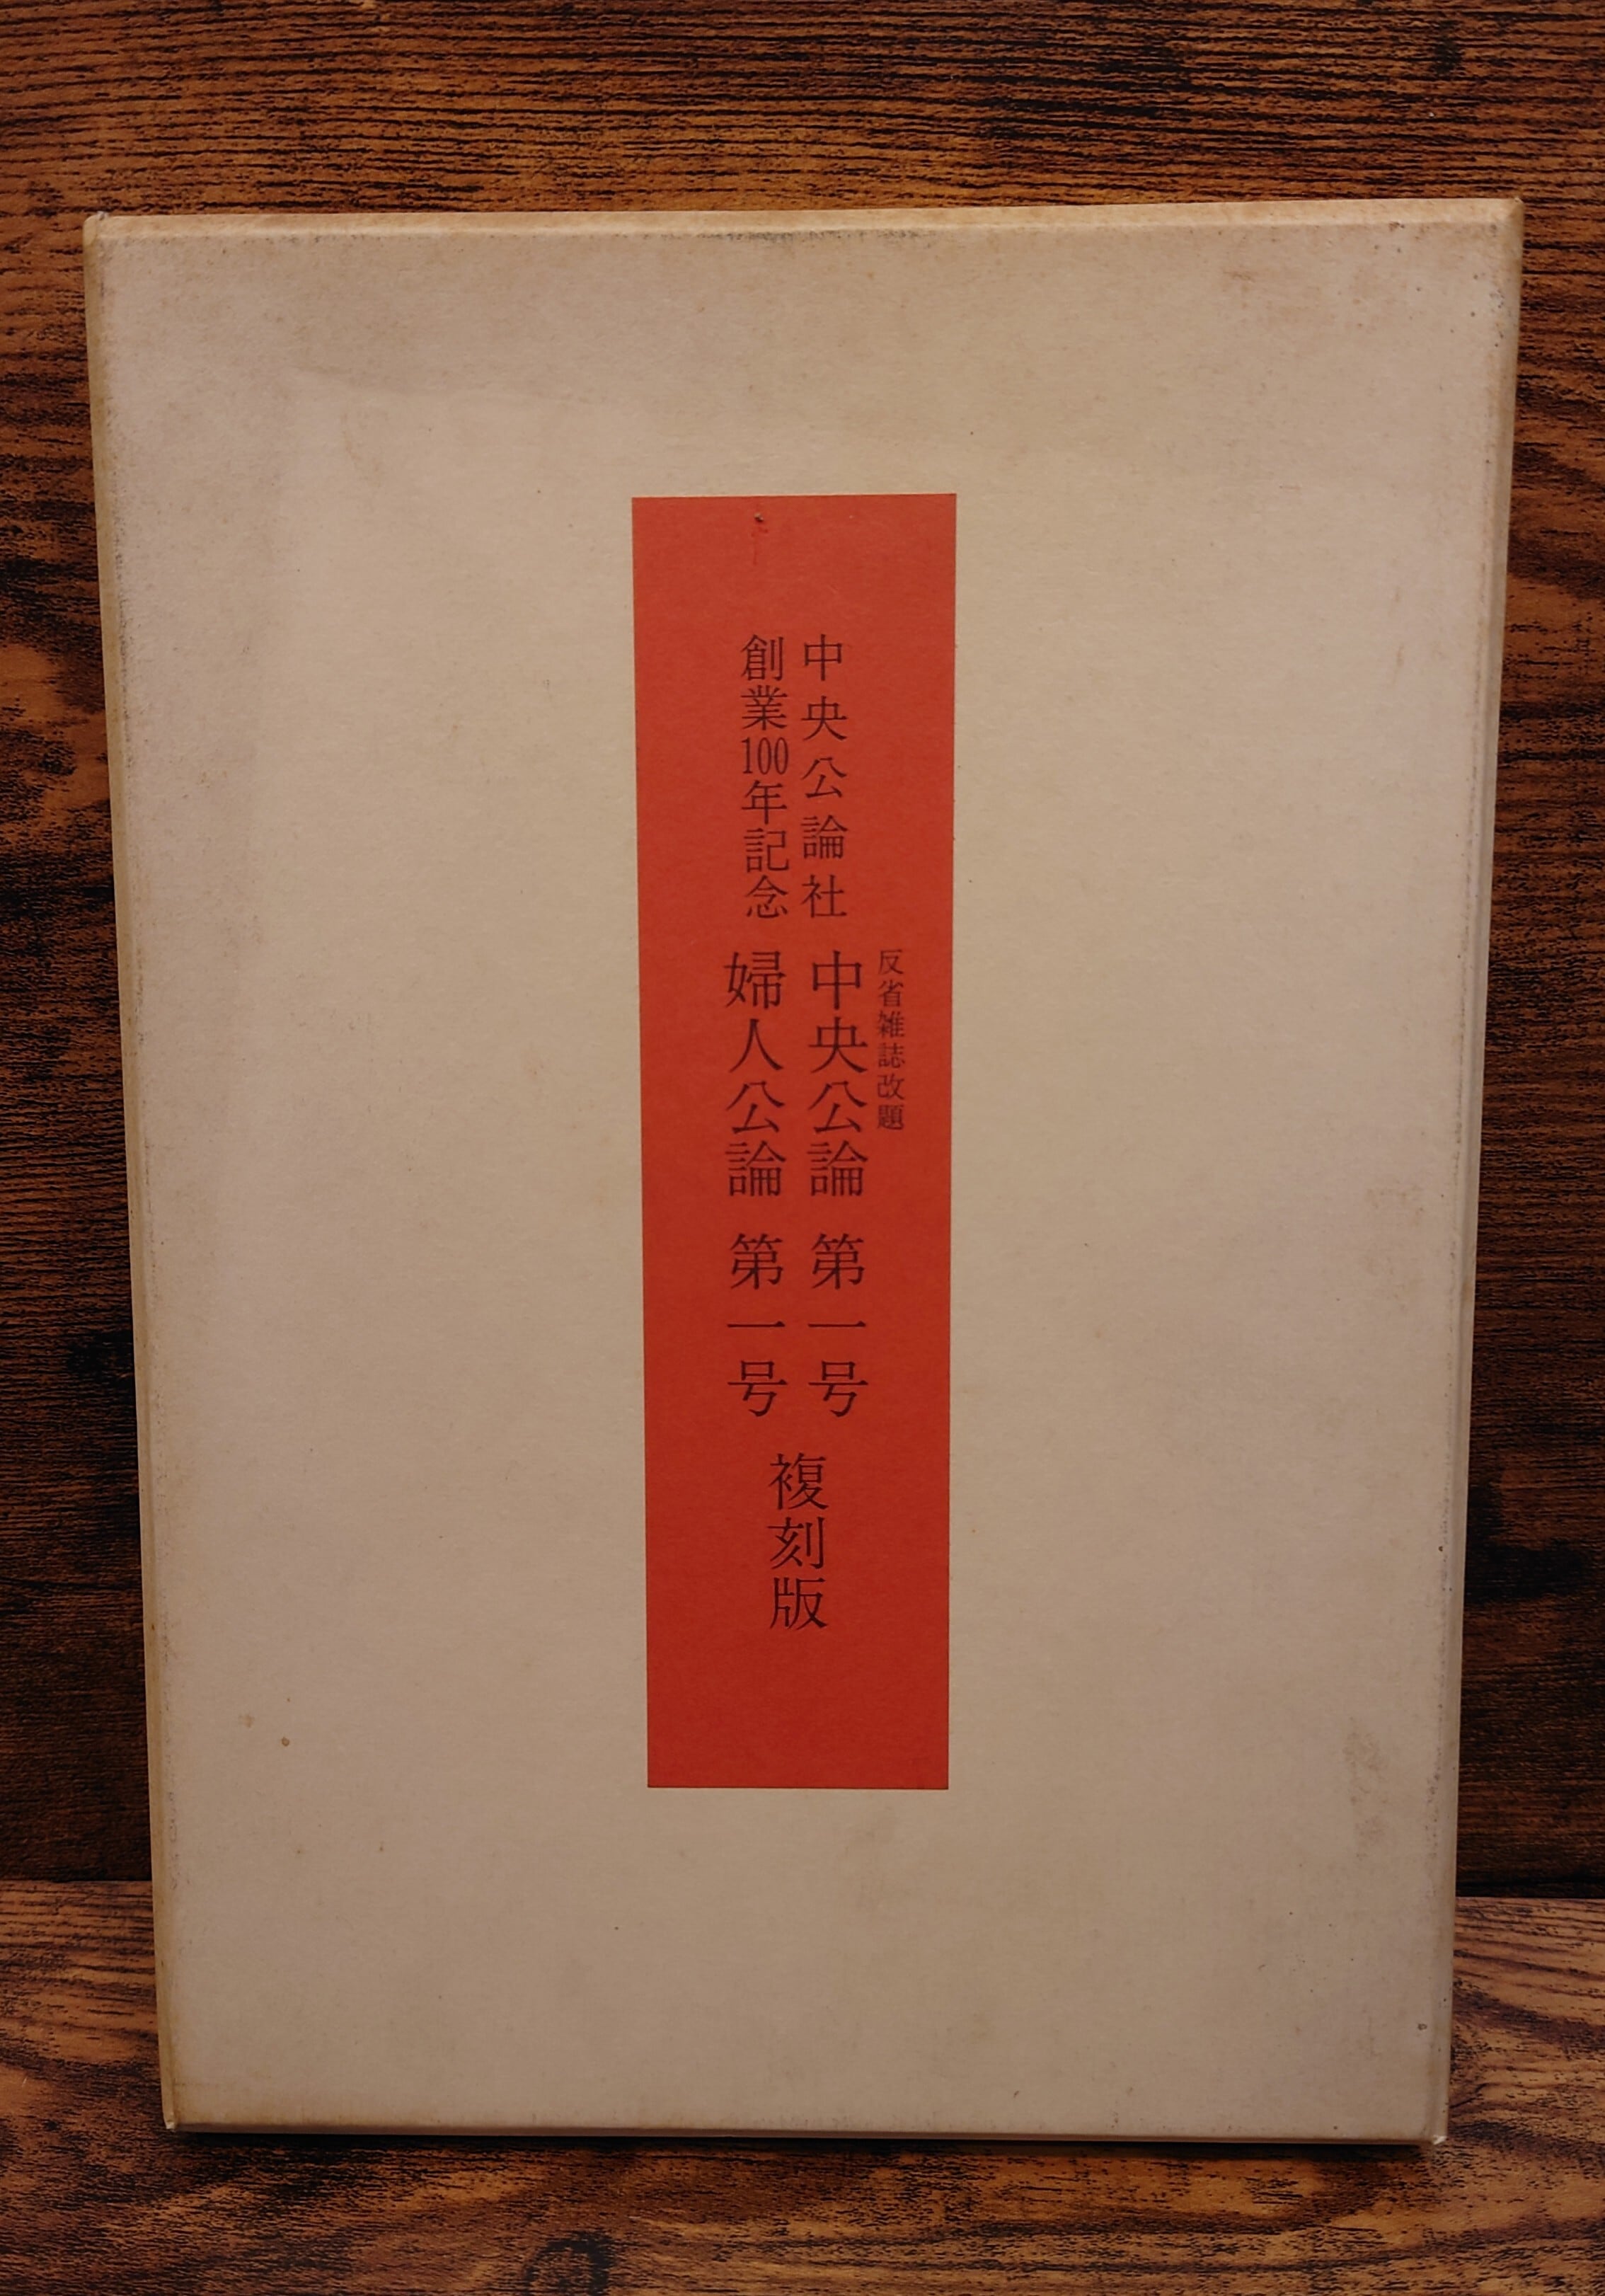 中央公論社
創業100年記念
反省雑誌改題
中央公論 第一号
婦人公論 第一号
複刻版